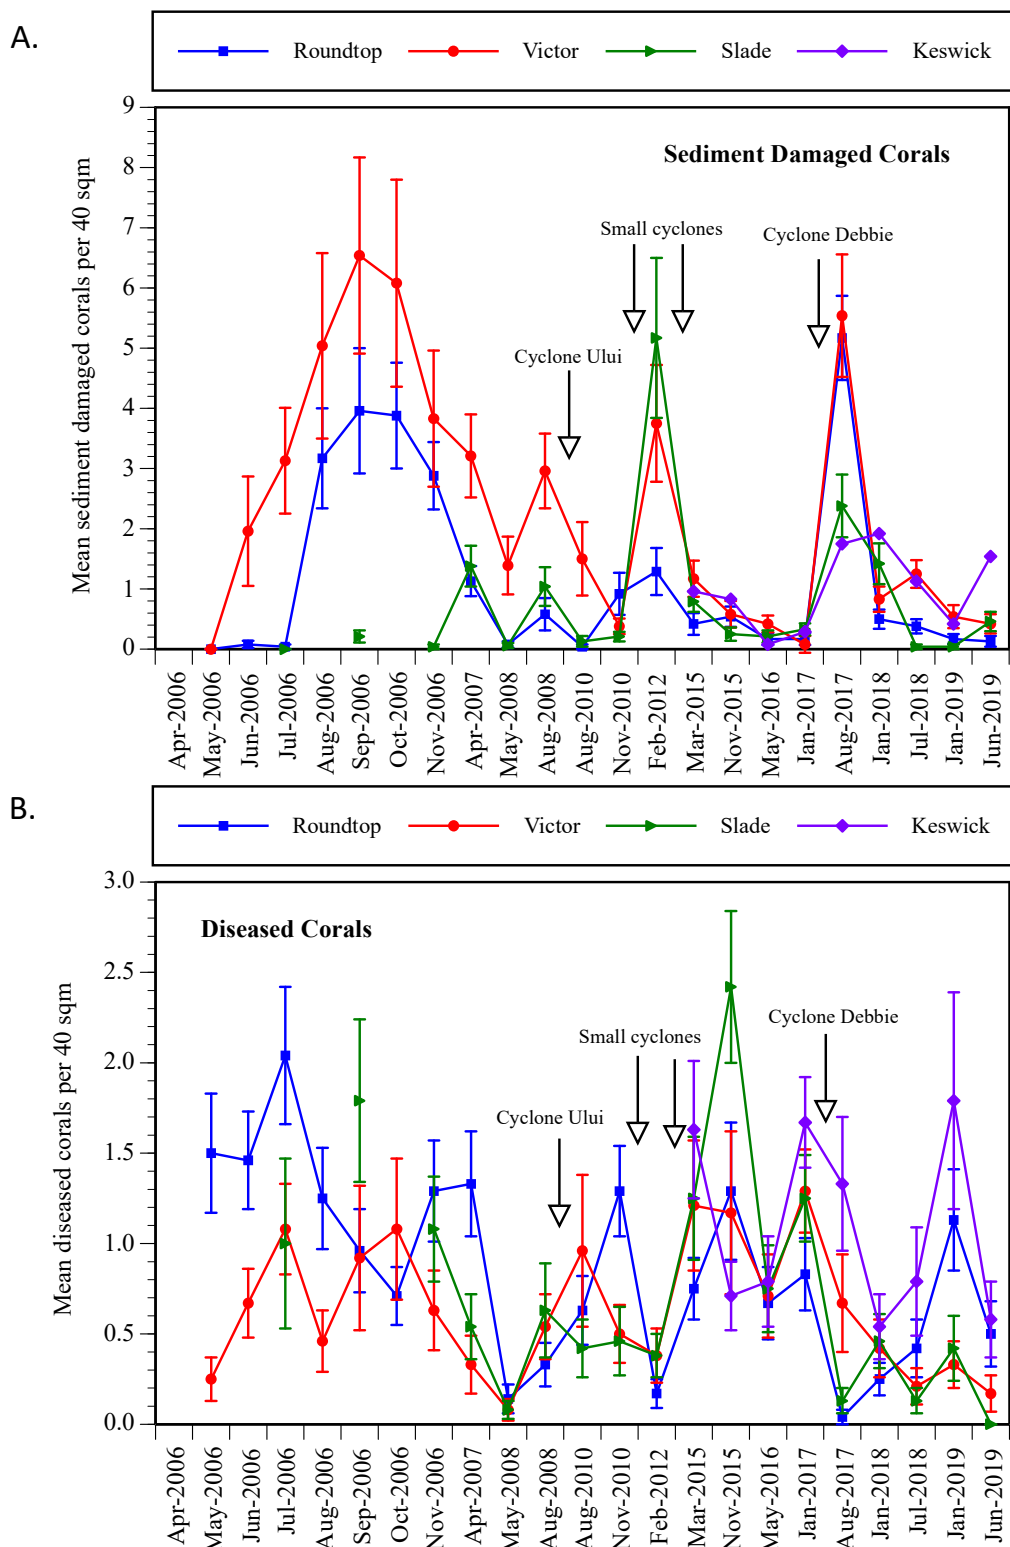 A.
Roundtop Victor Slade Keswick
Sediment Damaged Corals
Mean sediment damaged corals per 40 sqm
9
8
7
6
5
4
3
2
1
0
Small cyclones
Cyclone Debbie
Cyclone Ului
Apr-2006
May-2006
Jun-2006
Jul-2006
Aug-2006
Sep-2006
Oct-2006
Nov-2006
Apr-2007
May-2008
Aug-2008
Aug-2010
Nov-2010
Feb-2012
Mar-2015
Nov-2015
May-2016
Jan-2017
Aug-2017
Jan-2018
Jul-2018
Jan-2019
Jun-2019
B.
Roundtop Victor Slade Keswick
Diseased Corals
Mean diseased corals per 40 sqm
3.0
2.5
2.0
1.5
1.0
0.5
0.0
Cyclone Debbie
Small cyclones
Cyclone Ului
Apr-2006
May-2006
Jun-2006
Jul-2006
Aug-2006
Sep-2006
Oct-2006
Nov-2006
Apr-2007
May-2008
Aug-2008
Aug-2010
Nov-2010
Feb-2012
Mar-2015
Nov-2015
May-2016
Jan-2017
Aug-2017
Jan-2018
Jul-2018
Jan-2019
Jun-2019